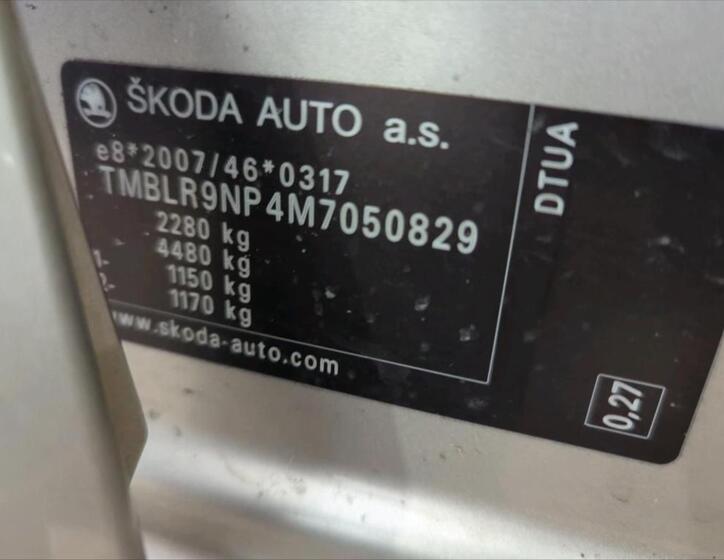 ŠKODA AUTO a.s.
e8*2007/46*0317
TMBLR9NP4M7050829
2280 kg
4480 kg
1- 1150 kg
2- 1170 kg
www.skoda-auto.com
DTUA
0,27